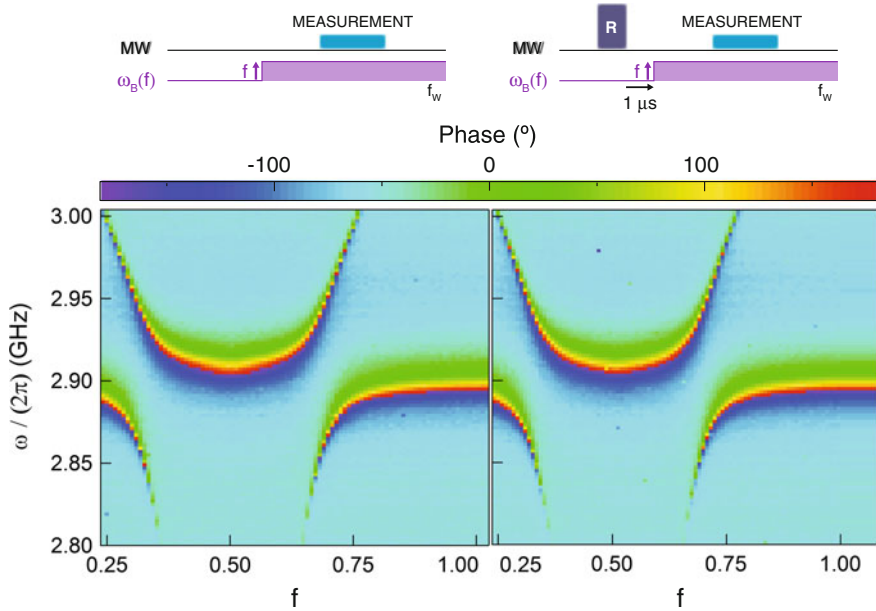 MEASUREMENT
MW
f
ω_B(f)
f_w
R
MEASUREMENT
MW
f
ω_B(f)
1 μs
f_w
Phase (º)
-100 0 100
ω / (2π) (GHz)
3.00
2.95
2.90
2.85
2.80
0.25 0.50 0.75 1.00
f
0.25 0.50 0.75 1.00
f